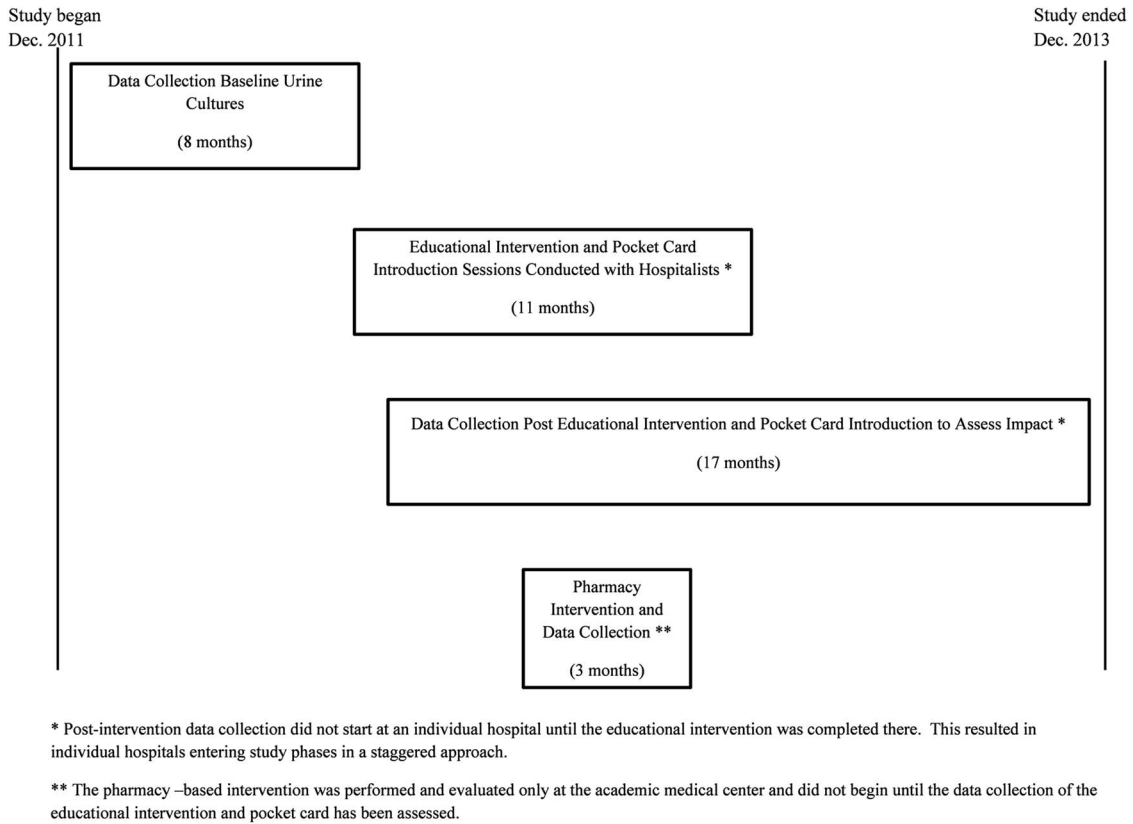 Study began
Dec. 2011
Study ended
Dec. 2013
Data Collection Baseline Urine
Cultures
(8 months)
Educational Intervention and Pocket Card
Introduction Sessions Conducted with Hospitalists *
(11 months)
Data Collection Post Educational Intervention and Pocket Card Introduction to Assess Impact *
(17 months)
Pharmacy
Intervention and
Data Collection **
(3 months)
* Post-intervention data collection did not start at an individual hospital until the educational intervention was completed there.  This resulted in
individual hospitals entering study phases in a staggered approach.
** The pharmacy –based intervention was performed and evaluated only at the academic medical center and did not begin until the data collection of the
educational intervention and pocket card has been assessed.